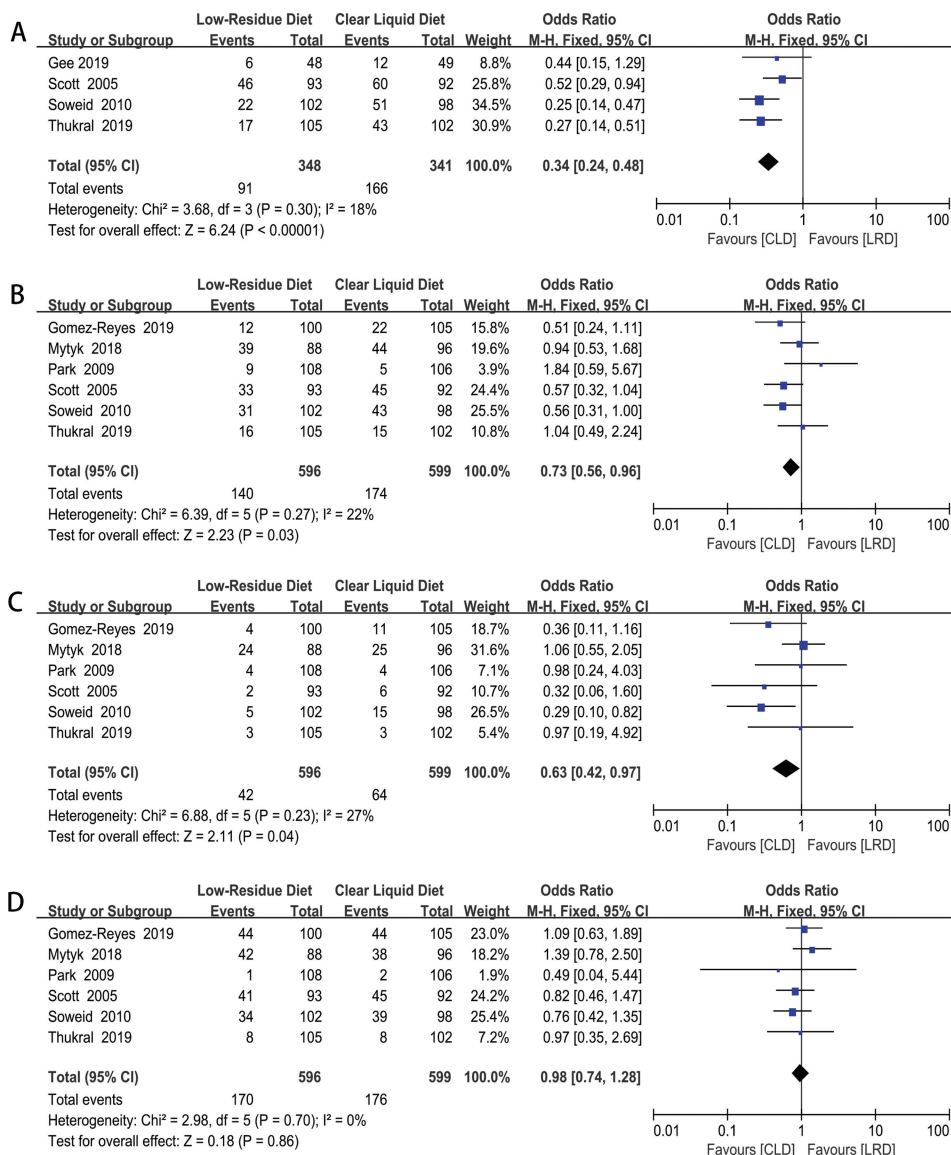 A
Low-Residue Diet Clear Liquid Diet Odds Ratio Odds Ratio
Study or Subgroup Events Total Events Total Weight M-H, Fixed, 95% CI M-H, Fixed, 95% CI
Gee 2019 6 48 12 49 8.8% 0.44 [0.15, 1.29]
Scott 2005 46 93 60 92 25.8% 0.52 [0.29, 0.94]
Soweid 2010 22 102 51 98 34.5% 0.25 [0.14, 0.47]
Thukral 2019 17 105 43 102 30.9% 0.27 [0.14, 0.51]
Total (95% CI) 348 341 100.0% 0.34 [0.24, 0.48]
Total events 91 166
Heterogeneity: Chi² = 3.68, df = 3 (P = 0.30); I² = 18%
Test for overall effect: Z = 6.24 (P < 0.00001)
0.01 0.1 1 10 100
Favours [CLD] Favours [LRD]
B
Low-Residue Diet Clear Liquid Diet Odds Ratio Odds Ratio
Study or Subgroup Events Total Events Total Weight M-H, Fixed, 95% CI M-H, Fixed, 95% CI
Gomez-Reyes 2019 12 100 22 105 15.8% 0.51 [0.24, 1.11]
Mytyk 2018 39 88 44 96 19.6% 0.94 [0.53, 1.68]
Park 2009 9 108 5 106 3.9% 1.84 [0.59, 5.67]
Scott 2005 33 93 45 92 24.4% 0.57 [0.32, 1.04]
Soweid 2010 31 102 43 98 25.5% 0.56 [0.31, 1.00]
Thukral 2019 16 105 15 102 10.8% 1.04 [0.49, 2.24]
Total (95% CI) 596 599 100.0% 0.73 [0.56, 0.96]
Total events 140 174
Heterogeneity: Chi² = 6.39, df = 5 (P = 0.27); I² = 22%
Test for overall effect: Z = 2.23 (P = 0.03)
0.01 0.1 1 10 100
Favours [CLD] Favours [LRD]
C
Low-Residue Diet Clear Liquid Diet Odds Ratio Odds Ratio
Study or Subgroup Events Total Events Total Weight M-H, Fixed, 95% CI M-H, Fixed, 95% CI
Gomez-Reyes 2019 4 100 11 105 18.7% 0.36 [0.11, 1.16]
Mytyk 2018 24 88 25 96 31.6% 1.06 [0.55, 2.05]
Park 2009 4 108 4 106 7.1% 0.98 [0.24, 4.03]
Scott 2005 2 93 6 92 10.7% 0.32 [0.06, 1.60]
Soweid 2010 5 102 15 98 26.5% 0.29 [0.10, 0.82]
Thukral 2019 3 105 3 102 5.4% 0.97 [0.19, 4.92]
Total (95% CI) 596 599 100.0% 0.63 [0.42, 0.97]
Total events 42 64
Heterogeneity: Chi² = 6.88, df = 5 (P = 0.23); I² = 27%
Test for overall effect: Z = 2.11 (P = 0.04)
0.01 0.1 1 10 100
Favours [CLD] Favours [LRD]
D
Low-Residue Diet Clear Liquid Diet Odds Ratio Odds Ratio
Study or Subgroup Events Total Events Total Weight M-H, Fixed, 95% CI M-H, Fixed, 95% CI
Gomez-Reyes 2019 44 100 44 105 23.0% 1.09 [0.63, 1.89]
Mytyk 2018 42 88 38 96 18.2% 1.39 [0.78, 2.50]
Park 2009 1 108 2 106 1.9% 0.49 [0.04, 5.44]
Scott 2005 41 93 45 92 24.2% 0.82 [0.46, 1.47]
Soweid 2010 34 102 39 98 25.4% 0.76 [0.42, 1.35]
Thukral 2019 8 105 8 102 7.2% 0.97 [0.35, 2.69]
Total (95% CI) 596 599 100.0% 0.98 [0.74, 1.28]
Total events 170 176
Heterogeneity: Chi² = 2.98, df = 5 (P = 0.70); I² = 0%
Test for overall effect: Z = 0.18 (P = 0.86)
0.01 0.1 1 10 100
Favours [CLD] Favours [LRD]